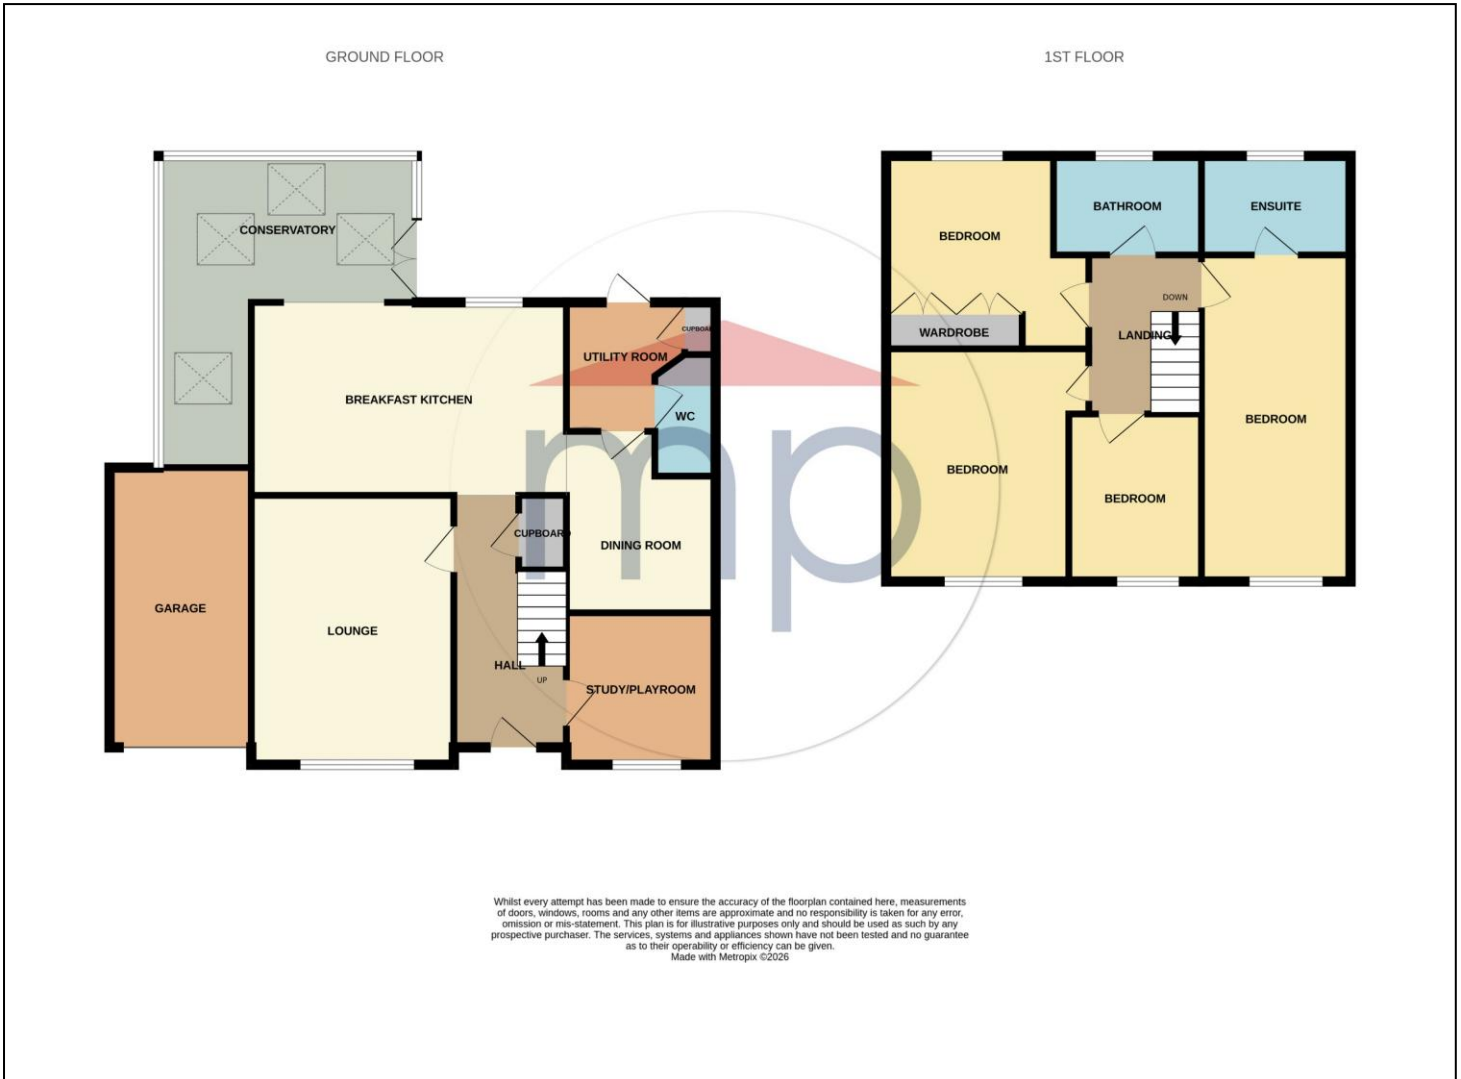 GROUND FLOOR
1ST FLOOR
CONSERVATORY
BREAKFAST KITCHEN
UTILITY ROOM
CUPBOARD
WC
CUPBOARD
DINING ROOM
GARAGE
LOUNGE
HALL
UP
STUDY/PLAYROOM
BEDROOM
BATHROOM
ENSUITE
DOWN
WARDROBE
LANDING
BEDROOM
BEDROOM
BEDROOM
mp
Whilst every attempt has been made to ensure the accuracy of the floorplan contained here, measurements
of doors, windows, rooms and any other items are approximate and no responsibility is taken for any error,
omission or mis-statement. This plan is for illustrative purposes only and should be used as such by any
prospective purchaser. The services, systems and appliances shown have not been tested and no guarantee
as to their operability or efficiency can be given.
Made with Metropix ©2026